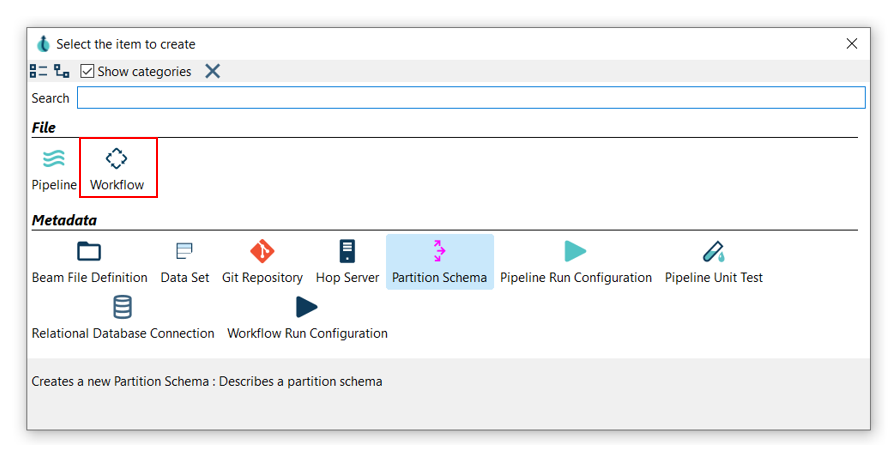 Select the item to create
Show categories
Search
File
Pipeline Workflow
Metadata
Beam File Definition Data Set Git Repository Hop Server Partition Schema Pipeline Run Configuration Pipeline Unit Test
Relational Database Connection Workflow Run Configuration
Creates a new Partition Schema : Describes a partition schema